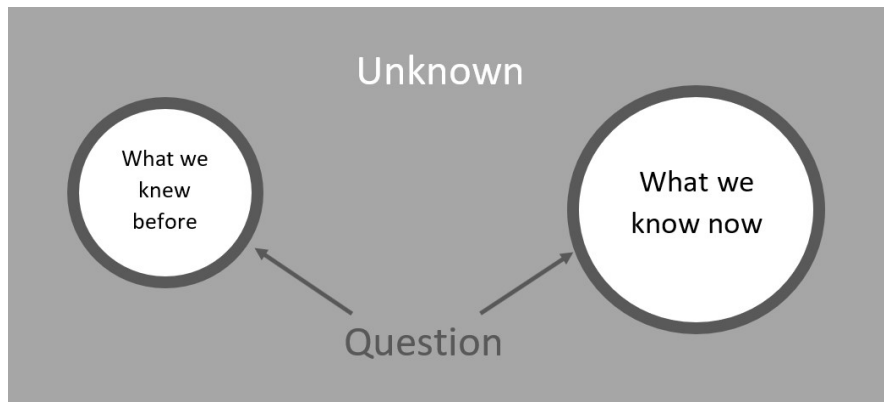 Unknown
What we
knew
before
What we
know now
Question